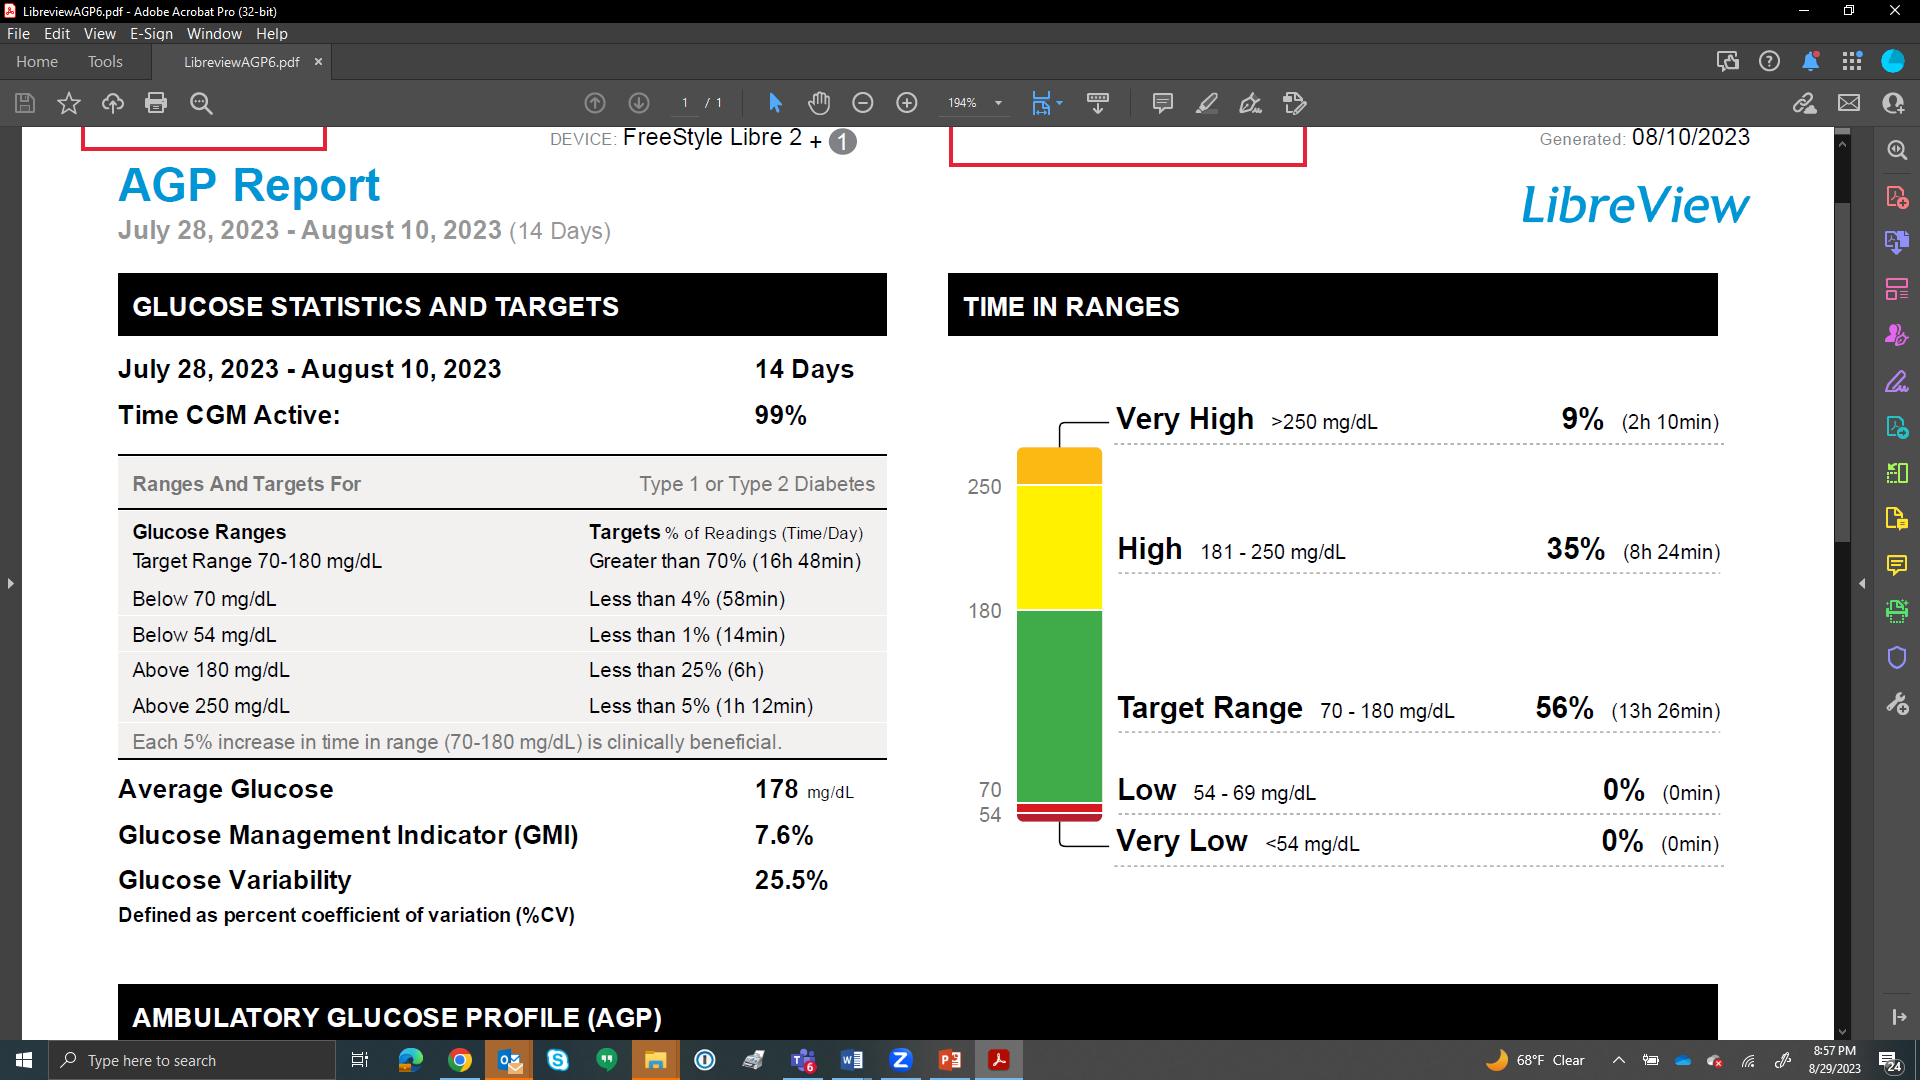 LibreviewAGP6.pdf - Adobe Acrobat Pro (32-bit)
File Edit View E-Sign Window Help
Home Tools LibreviewAGP6.pdf ×
1 / 1 194%
DEVICE: FreeStyle Libre 2 + 1
Generated: 08/10/2023
AGP Report
July 28, 2023 - August 10, 2023 (14 Days)
LibreView
GLUCOSE STATISTICS AND TARGETS
July 28, 2023 - August 10, 2023 14 Days
Time CGM Active: 99%
Ranges And Targets For Type 1 or Type 2 Diabetes
Glucose Ranges Targets % of Readings (Time/Day)
Target Range 70-180 mg/dL Greater than 70% (16h 48min)
Below 70 mg/dL Less than 4% (58min)
Below 54 mg/dL Less than 1% (14min)
Above 180 mg/dL Less than 25% (6h)
Above 250 mg/dL Less than 5% (1h 12min)
Each 5% increase in time in range (70-180 mg/dL) is clinically beneficial.
Average Glucose 178 mg/dL
Glucose Management Indicator (GMI) 7.6%
Glucose Variability 25.5%
Defined as percent coefficient of variation (%CV)
TIME IN RANGES
Very High >250 mg/dL 9% (2h 10min)
250
High 181 - 250 mg/dL 35% (8h 24min)
180
Target Range 70 - 180 mg/dL 56% (13h 26min)
70
Low 54 - 69 mg/dL 0% (0min)
54
Very Low <54 mg/dL 0% (0min)
AMBULATORY GLUCOSE PROFILE (AGP)
Type here to search
6
68°F Clear
8:57 PM
8/29/2023
24